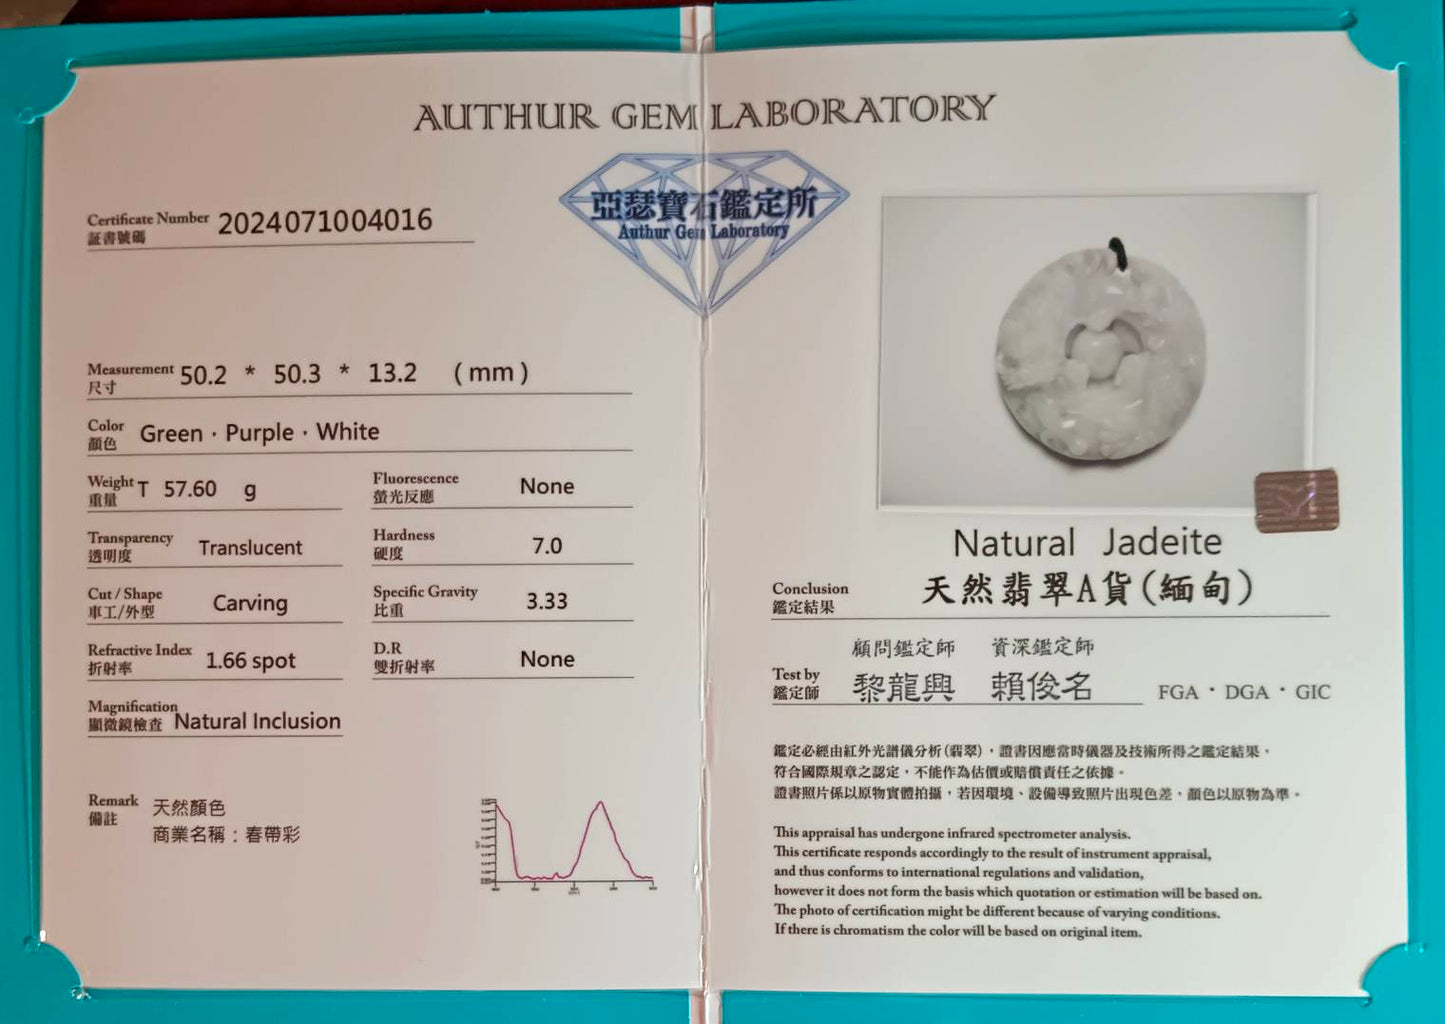 AUTHUR GEM LABORATORY
亞瑟寶石鑑定所
Authur Gem Laboratory
Certificate Number 2024071004016
証書號碼
Measurement 50.2 * 50.3 * 13.2 (mm)
尺寸
Color Green · Purple · White
顏色
Weight T 57.60 g
重量
Fluorescence None
螢光反應
Transparency Translucent
透明度
Hardness 7.0
硬度
Cut / Shape Carving
車工/外型
Specific Gravity 3.33
比重
Refractive Index 1.66 spot
折射率
D.R None
雙折射率
Magnification Natural Inclusion
顯微鏡檢查
Remark 天然顏色
備註
商業名稱：春帶彩
Natural Jadeite
Conclusion 天然翡翠A貨(緬甸)
鑑定結果
顧問鑑定師 資深鑑定師
Test by 黎龍興 賴俊名 FGA · DGA · GIC
鑑定師
鑑定必經由紅外光譜儀分析(翡翠)，證書因應當時儀器及技術所得之鑑定結果，
符合國際規章之認定，不能作為估價或賠償責任之依據。
證書照片係以原物實體拍攝，若因環境、設備導致照片出現色差，顏色以原物為準。
This appraisal has undergone infrared spectrometer analysis.
This certificate responds accordingly to the result of instrument appraisal,
and thus conforms to international regulations and validation,
however it does not form the basis which quotation or estimation will be based on.
The photo of certification might be different because of varying conditions.
If there is chromatism the color will be based on original item.